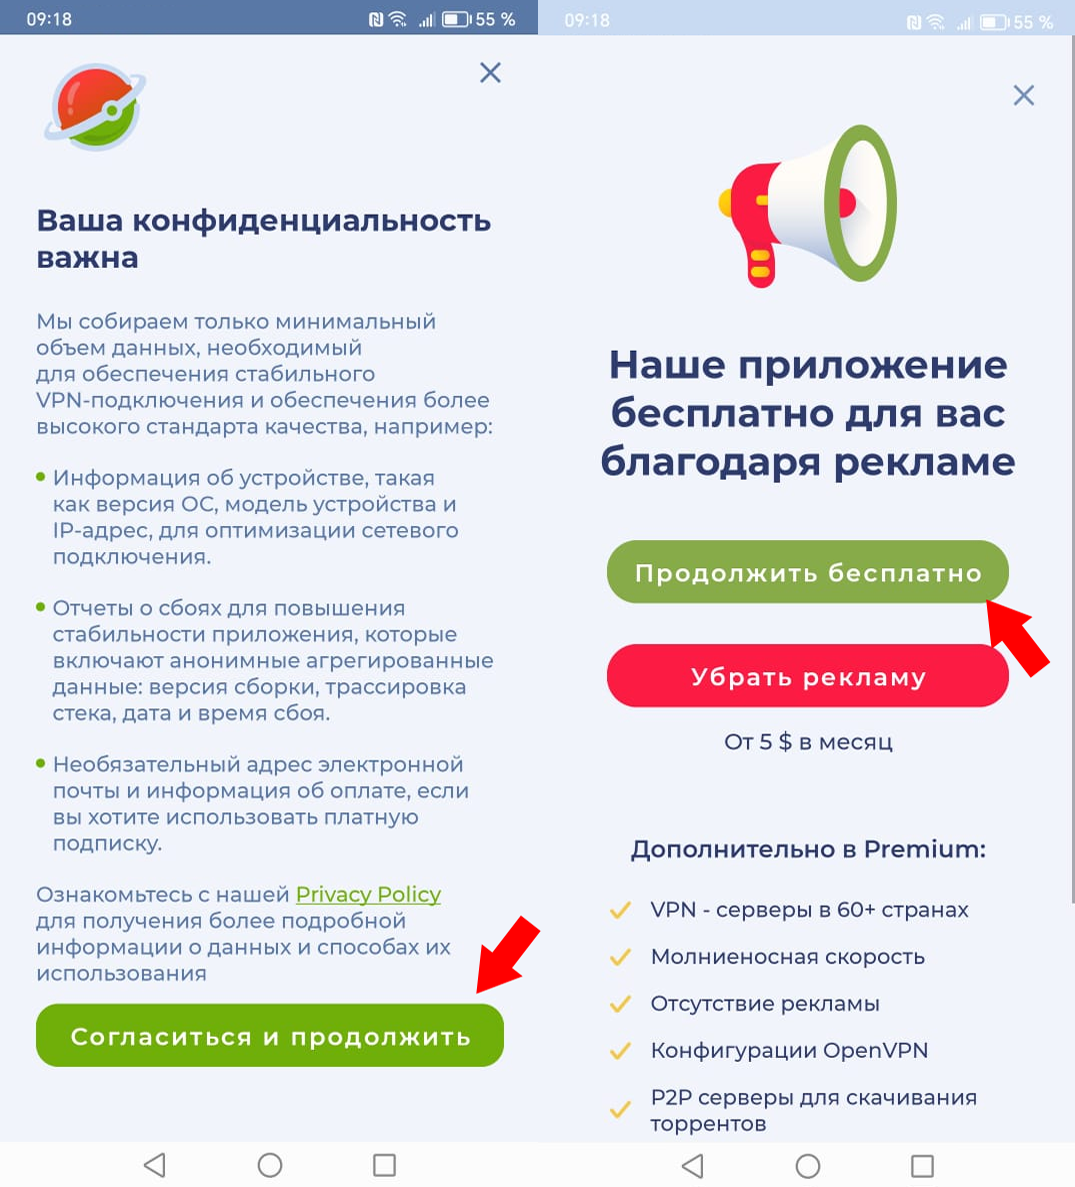 09:18
55 %
Ваша конфиденциальность
важна
Мы собираем только минимальный
объем данных, необходимый
для обеспечения стабильного
VPN-подключения и обеспечения более
высокого стандарта качества, например:
Информация об устройстве, такая
как версия ОС, модель устройства и
IP-адрес, для оптимизации сетевого
подключения.
Отчеты о сбоях для повышения
стабильности приложения, которые
включают анонимные агрегированные
данные: версия сборки, трассировка
стека, дата и время сбоя.
Необязательный адрес электронной
почты и информация об оплате, если
вы хотите использовать платную
подписку.
Ознакомьтесь с нашей Privacy Policy
для получения более подробной
информации о данных и способах их
использования
Согласиться и продолжить
09:18
55 %
Наше приложение
бесплатно для вас
благодаря рекламе
Продолжить бесплатно
Убрать рекламу
От 5 $ в месяц
Дополнительно в Premium:
VPN - серверы в 60+ странах
Молниеносная скорость
Отсутствие рекламы
Конфигурации OpenVPN
P2P серверы для скачивания
торрентов